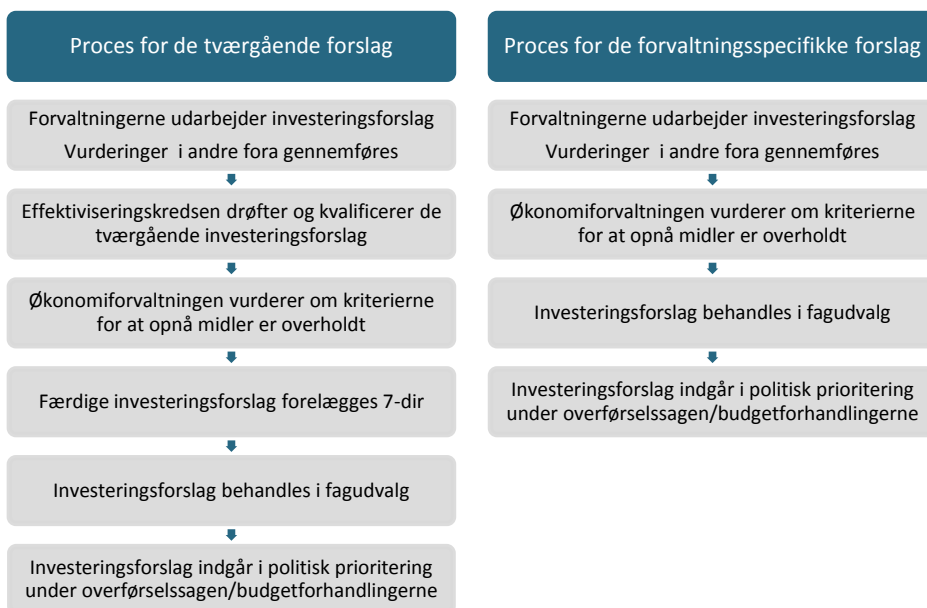 Proces for de tværgående forslag
Forvaltningerne udarbejder investeringsforslag
Vurderinger i andre fora gennemføres
Effektiviseringskredsen drøfter og kvalificerer de
tværgående investeringsforslag
Økonomiforvaltningen vurderer om kriterierne
for at opnå midler er overholdt
Færdige investeringsforslag forelægges 7-dir
Investeringsforslag behandles i fagudvalg
Investeringsforslag indgår i politisk prioritering
under overførselssagen/budgetforhandlingerne
Proces for de forvaltningsspecifikke forslag
Forvaltningerne udarbejder investeringsforslag
Vurderinger i andre fora gennemføres
Økonomiforvaltningen vurderer om kriterierne
for at opnå midler er overholdt
Investeringsforslag behandles i fagudvalg
Investeringsforslag indgår i politisk prioritering
under overførselssagen/budgetforhandlingerne